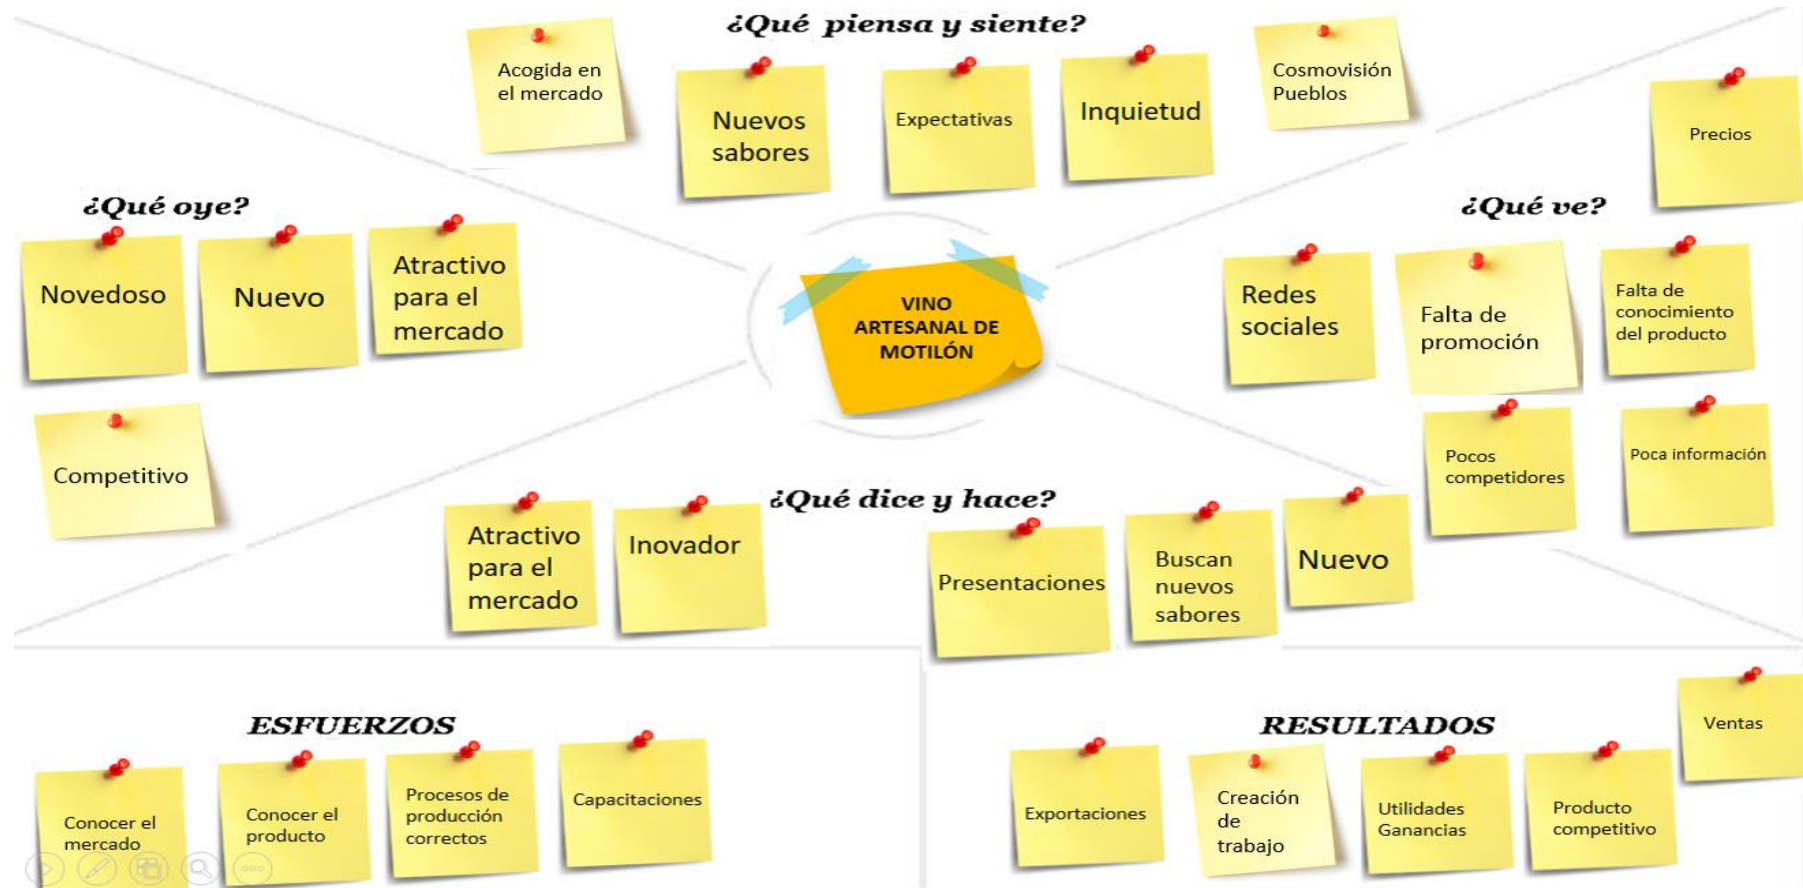 ¿Qué piensa y siente?
Acogida en
el mercado
Nuevos
sabores
Expectativas
Inquietud
Cosmovisión
Pueblos
¿Qué oye?
Novedoso
Nuevo
Atractivo
para el
mercado
Competitivo
VINO
ARTESANAL DE
MOTILÓN
¿Qué ve?
Precios
Redes
sociales
Falta de
promoción
Falta de
conocimiento
del producto
Pocos
competidores
Poca información
¿Qué dice y hace?
Atractivo
para el
mercado
Inovador
Presentaciones
Buscan
nuevos
sabores
Nuevo
ESFUERZOS
Conocer el
mercado
Conocer el
producto
Procesos de
producción
correctos
Capacitaciones
RESULTADOS
Exportaciones
Creación
de
trabajo
Utilidades
Ganancias
Producto
competitivo
Ventas